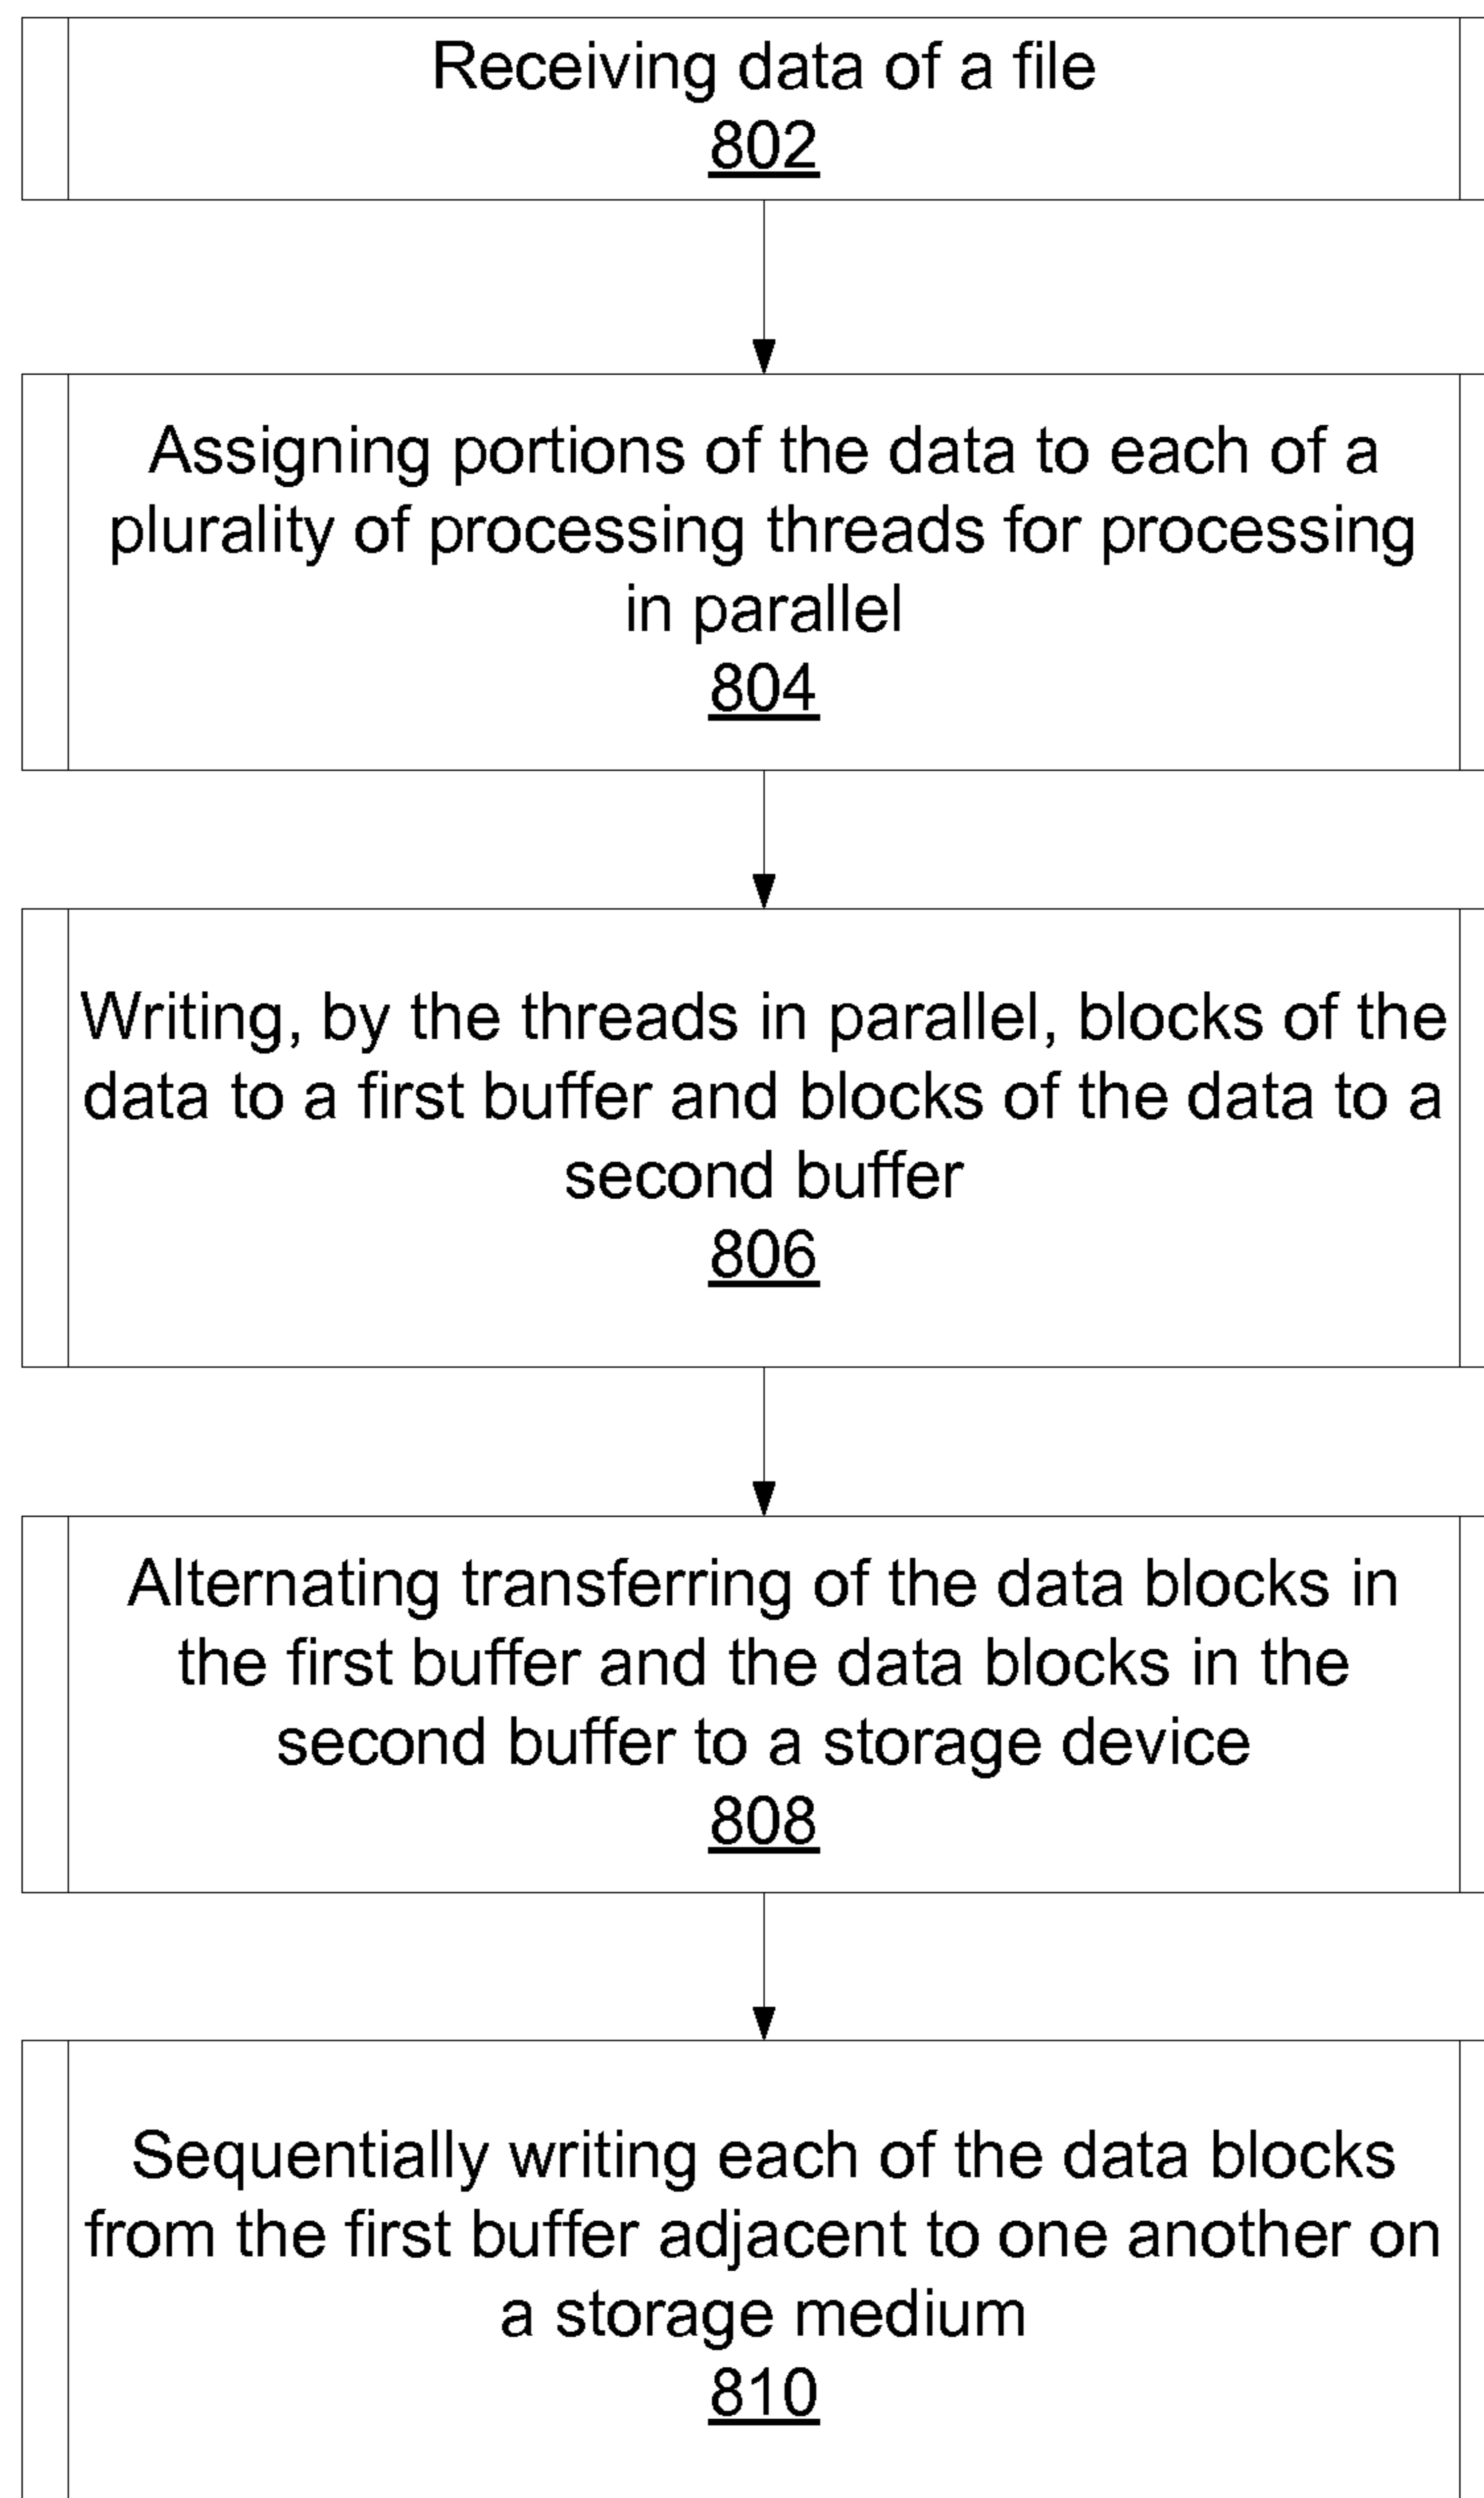 Receiving data of a file
802
Assigning portions of the data to each of a
plurality of processing threads for processing
in parallel
804
Writing, by the threads in parallel, blocks of the
data to a first buffer and blocks of the data to a
second buffer
806
Alternating transferring of the data blocks in
the first buffer and the data blocks in the
second buffer to a storage device
808
Sequentially writing each of the data blocks
from the first buffer adjacent to one another on
a storage medium
810